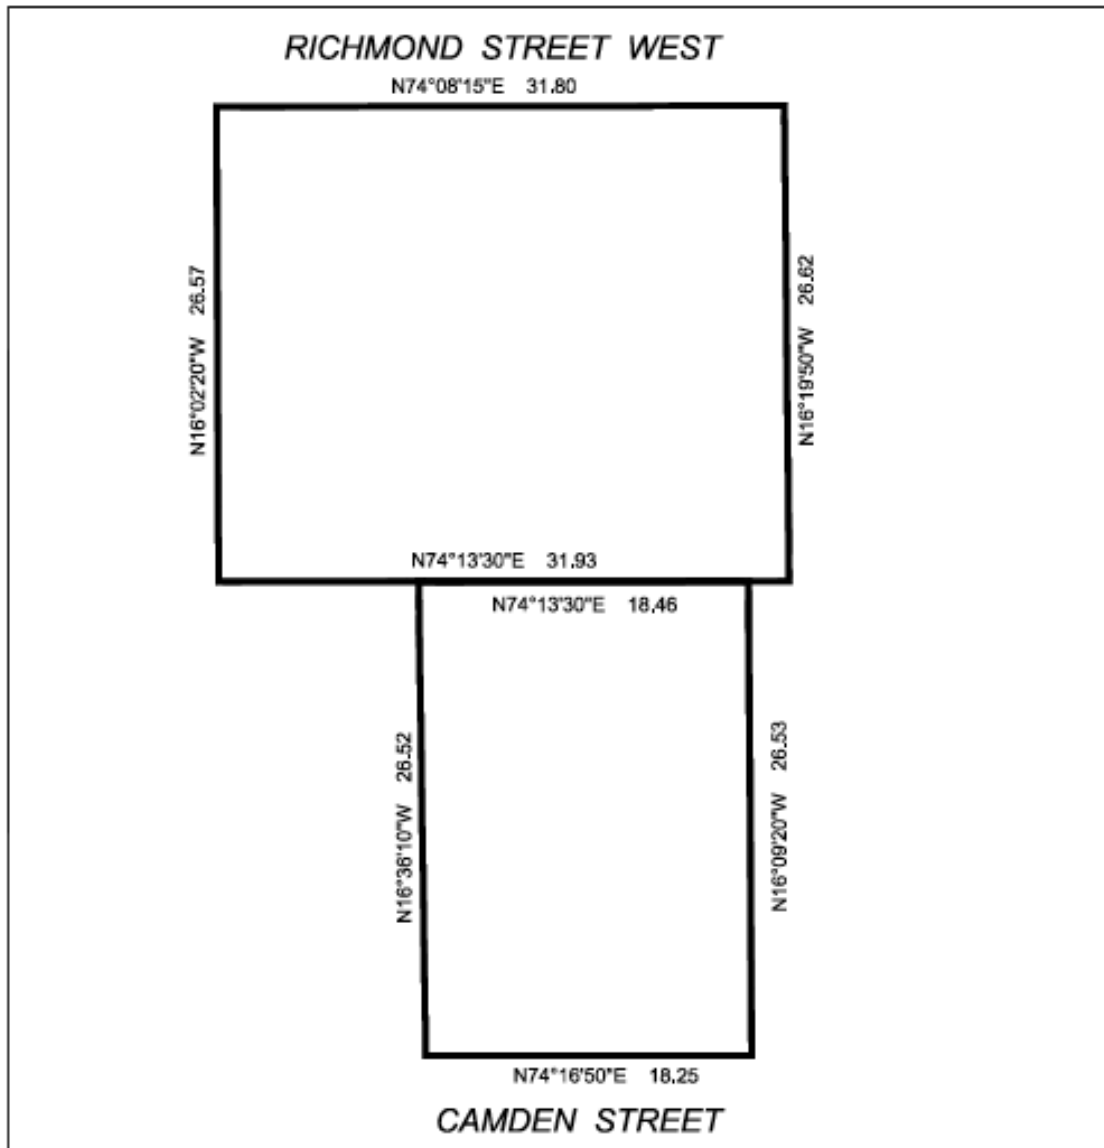 RICHMOND STREET WEST
N74°08'15"E 31.80
N16°02'20"W 26.57
N16°19'50"W 26.62
N74°13'30"E 31.93
N74°13'30"E 18.46
N16°36'10"W 26.52
N16°09'20"W 26.53
N74°16'50"E 18.25
CAMDEN STREET